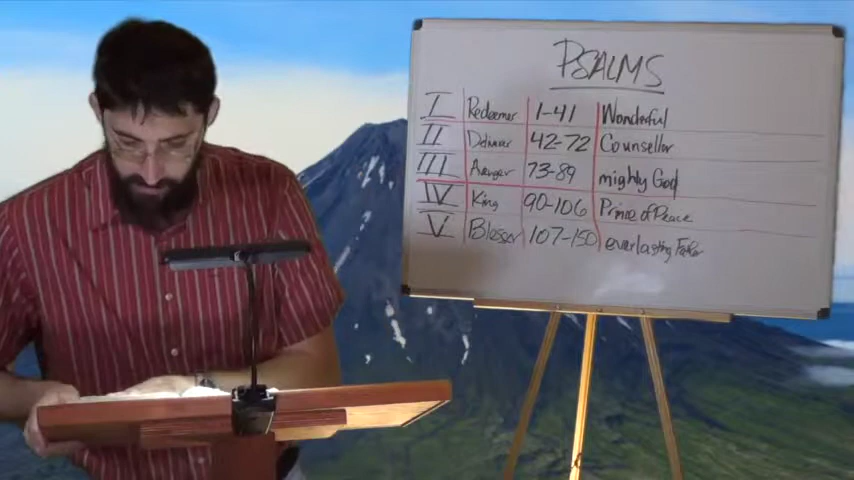 PSALMS
I Redeemer 1-41 Wonderful
II Deliverer 42-72 Counsellor
III Avenger 73-89 mighty God
IV King 90-106 Prince of Peace
V Blesser 107-150 everlasting Father